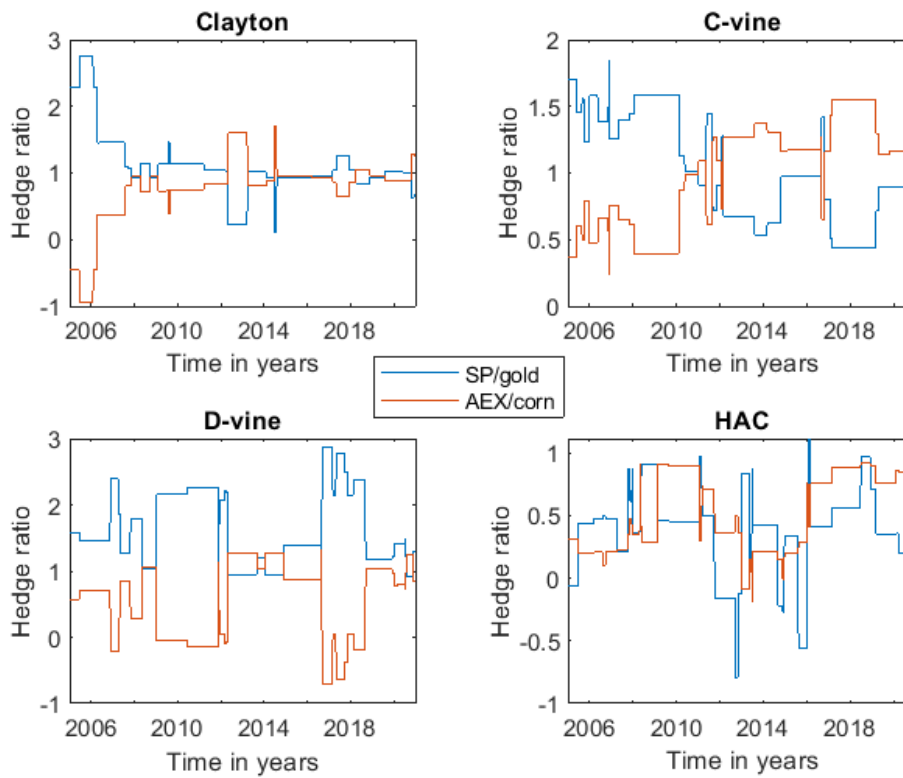 Clayton
3
2
1
0
-1
Hedge ratio
2006 2010 2014 2018
Time in years
C-vine
2
1.5
1
0.5
0
Hedge ratio
2006 2010 2014 2018
Time in years
SP/gold
AEX/corn
D-vine
3
2
1
0
-1
Hedge ratio
2006 2010 2014 2018
Time in years
HAC
1
0.5
0
-0.5
-1
Hedge ratio
2006 2010 2014 2018
Time in years